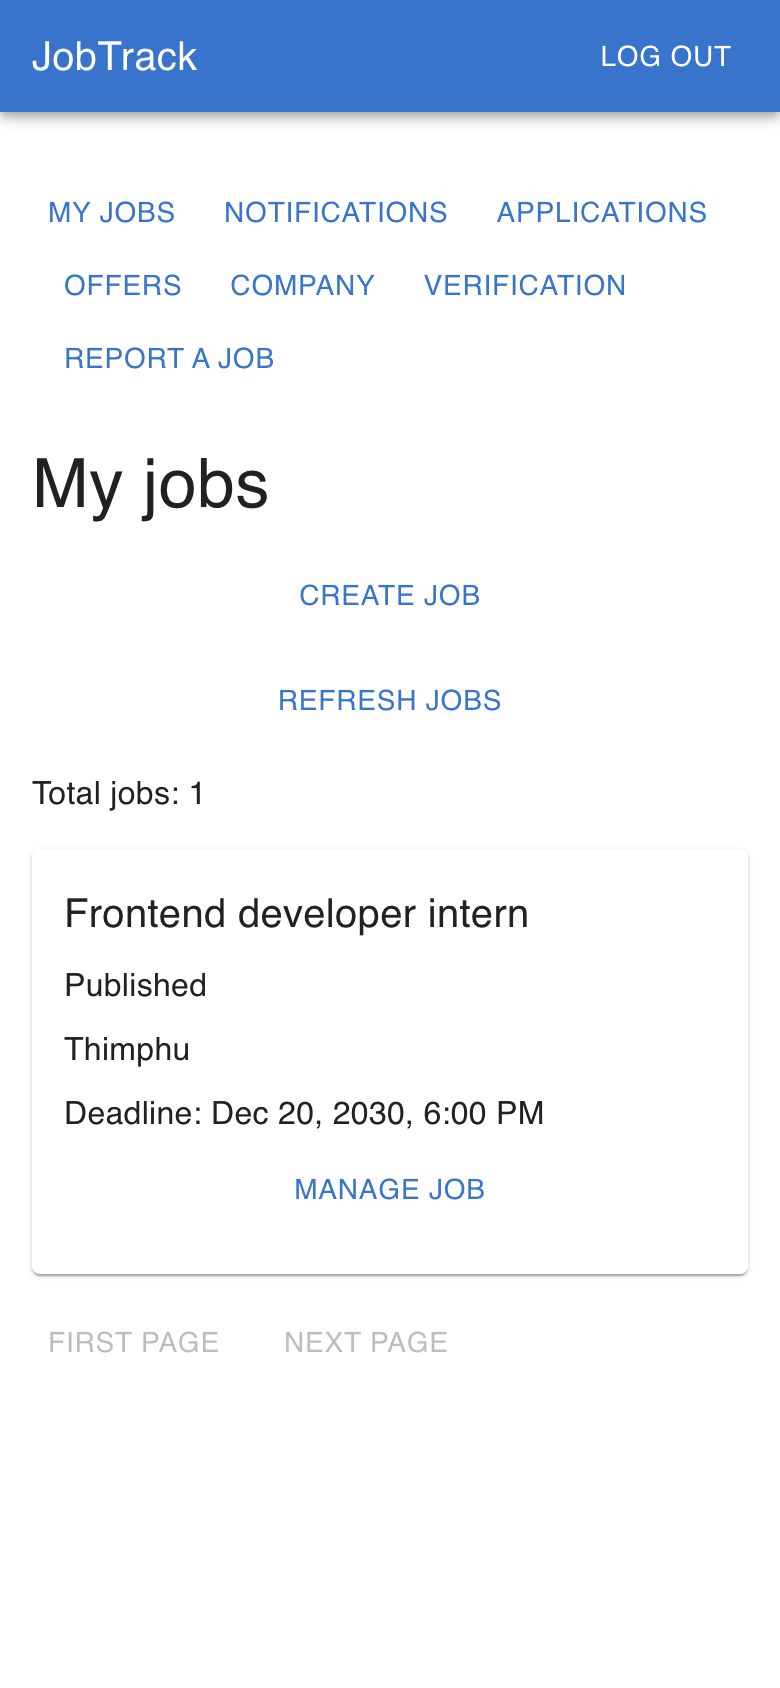 JobTrack LOG OUT
MY JOBS NOTIFICATIONS APPLICATIONS
OFFERS COMPANY VERIFICATION
REPORT A JOB
My jobs
CREATE JOB
REFRESH JOBS
Total jobs: 1
Frontend developer intern
Published
Thimphu
Deadline: Dec 20, 2030, 6:00 PM
MANAGE JOB
FIRST PAGE NEXT PAGE